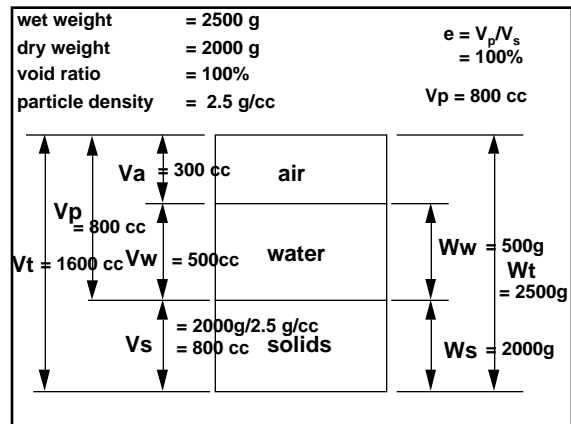 wet weight = 2500 g
dry weight = 2000 g
void ratio = 100%
particle density = 2.5 g/cc
e = Vp/Vs
= 100%
Vp = 800 cc
Va = 300 cc
air
Vp
= 800 cc
Vt = 1600 cc
Vw = 500cc
water
Ww = 500g
Wt
= 2500g
Vs
= 2000g/2.5 g/cc
= 800 cc
solids
Ws = 2000g